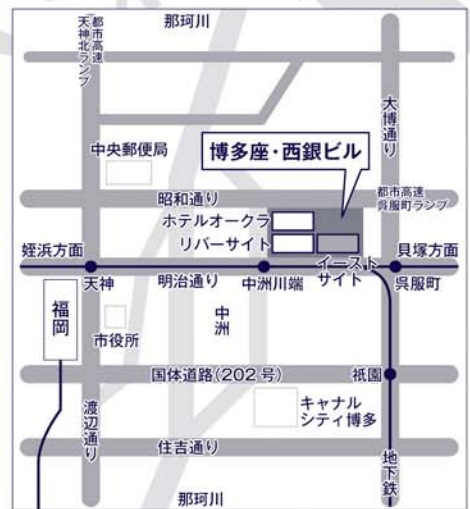 那珂川
都市高速
天神北ランプ
大博通り
中央郵便局
博多座・西銀ビル
昭和通り
都市高速
呉服町ランプ
ホテルオークラ
リバーサイト
姪浜方面
イースト
サイト
貝塚方面
天神
明治通り
中洲川端
呉服町
福岡
市役所
中洲
国体道路(202号)
祇園
渡辺通り
キャナル
シティ博多
住吉通り
地下鉄
那珂川